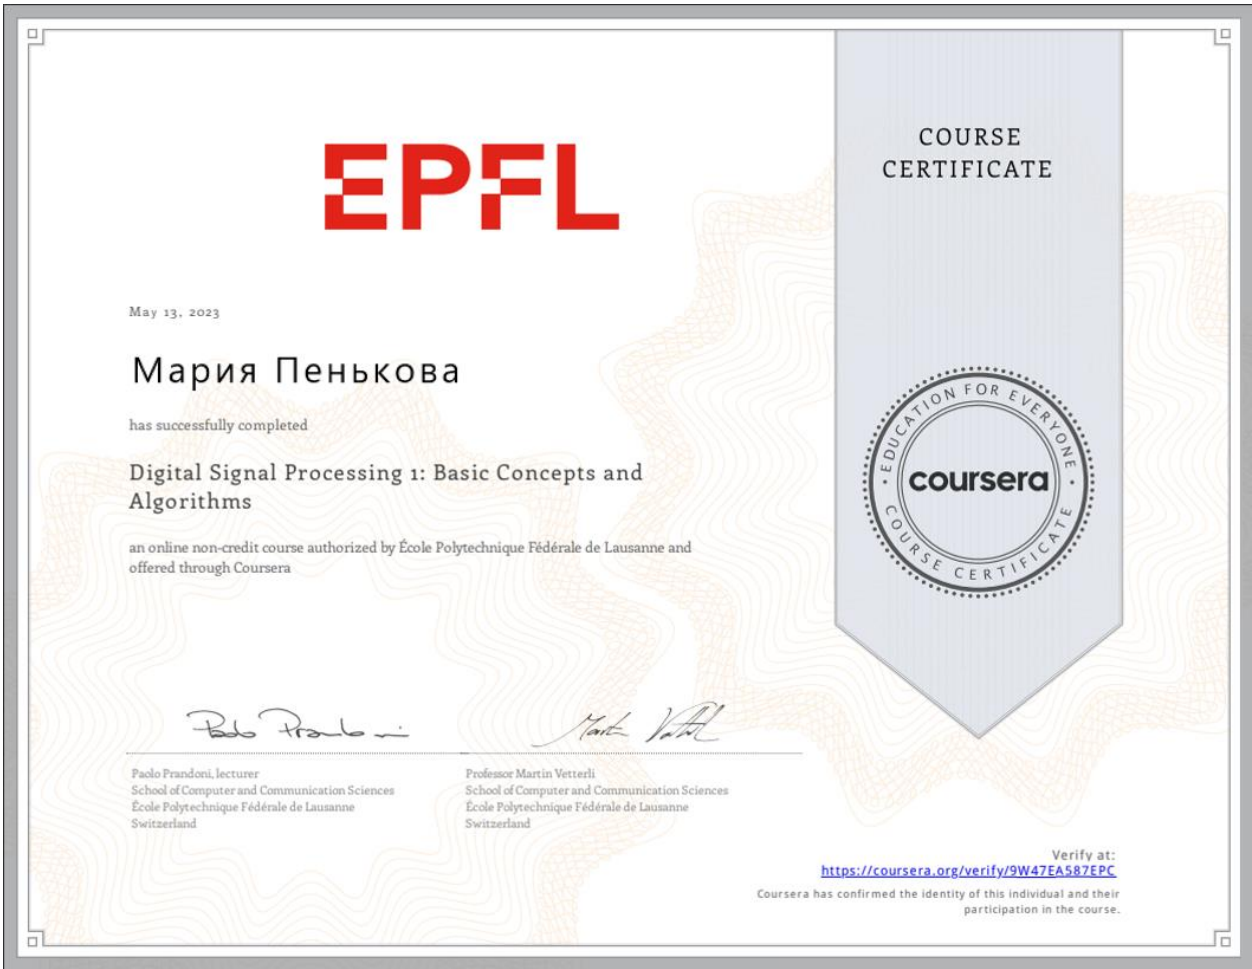 EPFL
COURSE
CERTIFICATE
May 13, 2023
Мария Пенькова
has successfully completed
Digital Signal Processing 1: Basic Concepts and
Algorithms
an online non-credit course authorized by École Polytechnique Fédérale de Lausanne and
offered through Coursera
EDUCATION FOR EVERYONE
coursera
COURSE CERTIFICATE
Paolo Prandoni, lecturer
School of Computer and Communication Sciences
École Polytechnique Fédérale de Lausanne
Switzerland
Professor Martin Vetterli
School of Computer and Communication Sciences
École Polytechnique Fédérale de Lausanne
Switzerland
Verify at:
https://coursera.org/verify/9W47EA587EPC
Coursera has confirmed the identity of this individual and their
participation in the course.